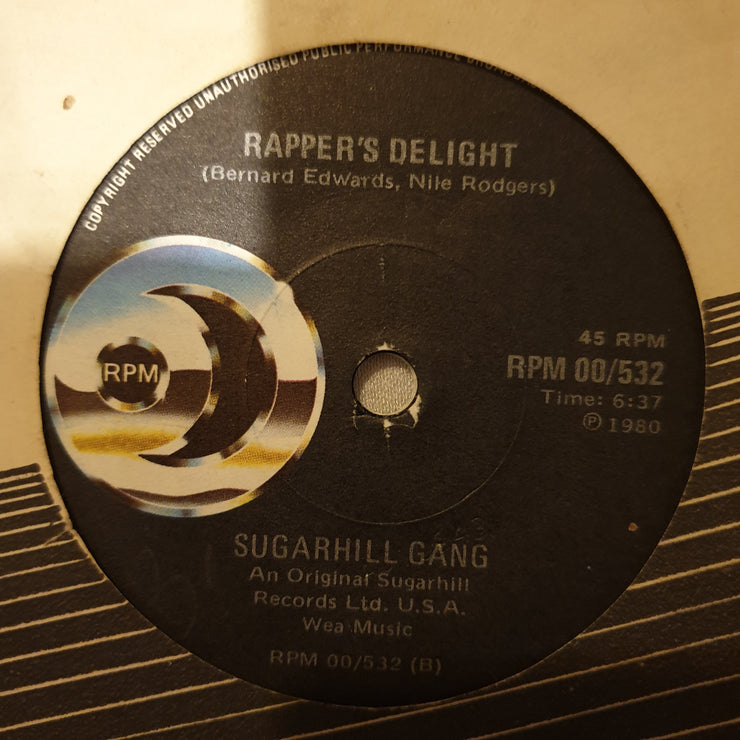 COPYRIGHT RESERVED UNAUTHORISED PUBLIC PERFORMANCE
RAPPER'S DELIGHT
(Bernard Edwards, Nile Rodgers)
RPM
45 RPM
RPM 00/532
Time: 6:37
Ⓟ 1980
SUGARHILL GANG
An Original Sugarhill
Records Ltd. U.S.A.
Wea Music
RPM 00/532 (B)